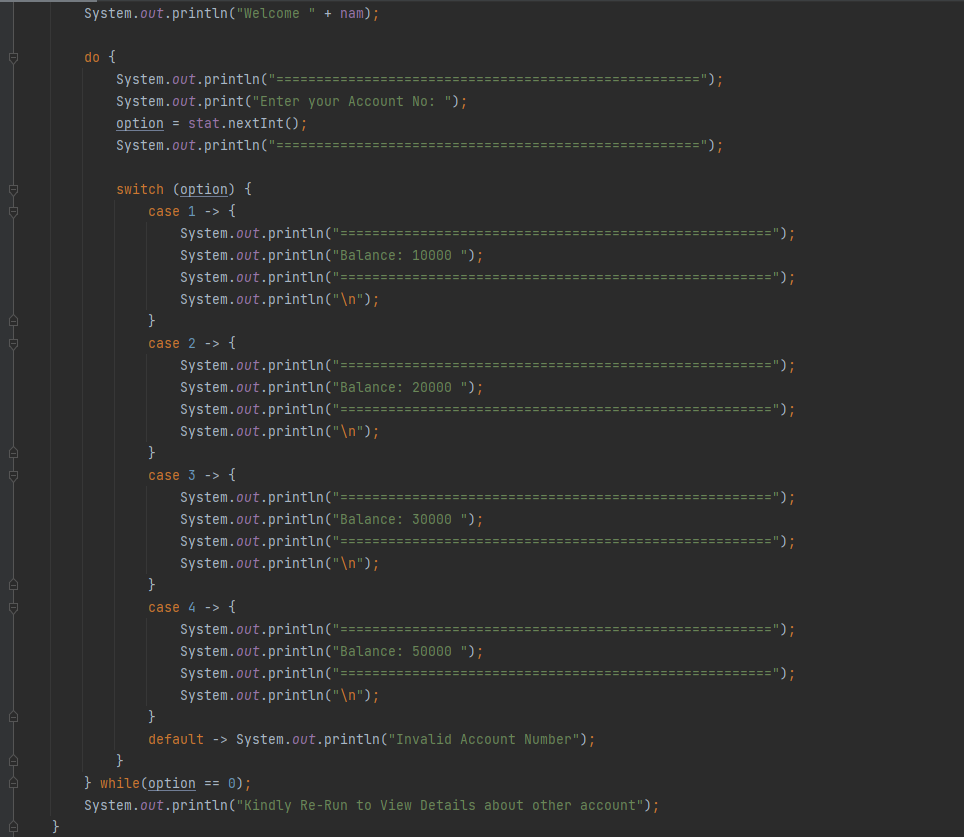 System.out.println("Welcome " + nam);

        do {
            System.out.println("=====================================================");
            System.out.print("Enter your Account No: ");
            option = stat.nextInt();
            System.out.println("=====================================================");

            switch (option) {
                case 1 -> {
                    System.out.println("======================================================");
                    System.out.println("Balance: 10000 ");
                    System.out.println("======================================================");
                    System.out.println("\n");
                }
                case 2 -> {
                    System.out.println("======================================================");
                    System.out.println("Balance: 20000 ");
                    System.out.println("======================================================");
                    System.out.println("\n");
                }
                case 3 -> {
                    System.out.println("======================================================");
                    System.out.println("Balance: 30000 ");
                    System.out.println("======================================================");
                    System.out.println("\n");
                }
                case 4 -> {
                    System.out.println("======================================================");
                    System.out.println("Balance: 50000 ");
                    System.out.println("======================================================");
                    System.out.println("\n");
                }
                default -> System.out.println("Invalid Account Number");
            }
        } while(option == 0);
        System.out.println("Kindly Re-Run to View Details about other account");
    }